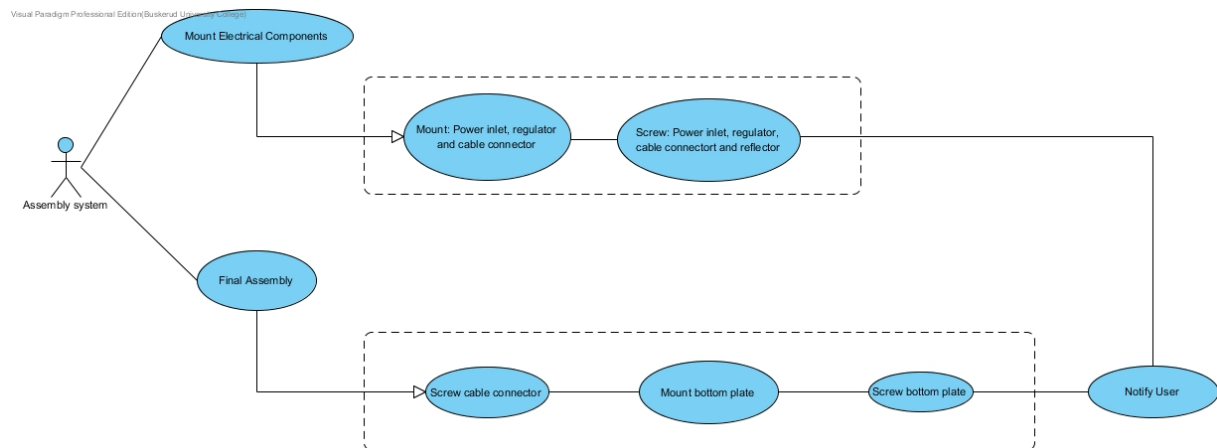 Visual Paradigm Professional Edition(Buskerud University College)
Mount Electrical Components
Mount: Power inlet, regulator
and cable connector
Screw: Power inlet, regulator,
cable connectort and reflector
Assembly system
Final Assembly
Screw cable connector
Mount bottom plate
Screw bottom plate
Notify User